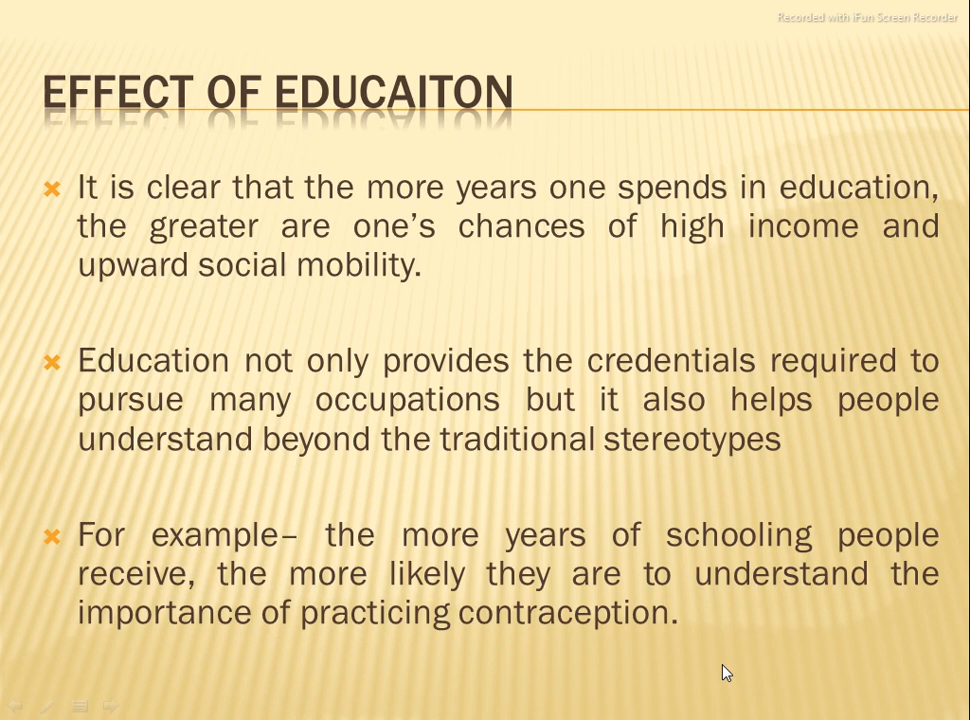 Recorded with iFun Screen Recorder
EFFECT OF EDUCAITON
It is clear that the more years one spends in education,
the greater are one's chances of high income and
upward social mobility.
Education not only provides the credentials required to
pursue many occupations but it also helps people
understand beyond the traditional stereotypes
For example– the more years of schooling people
receive, the more likely they are to understand the
importance of practicing contraception.